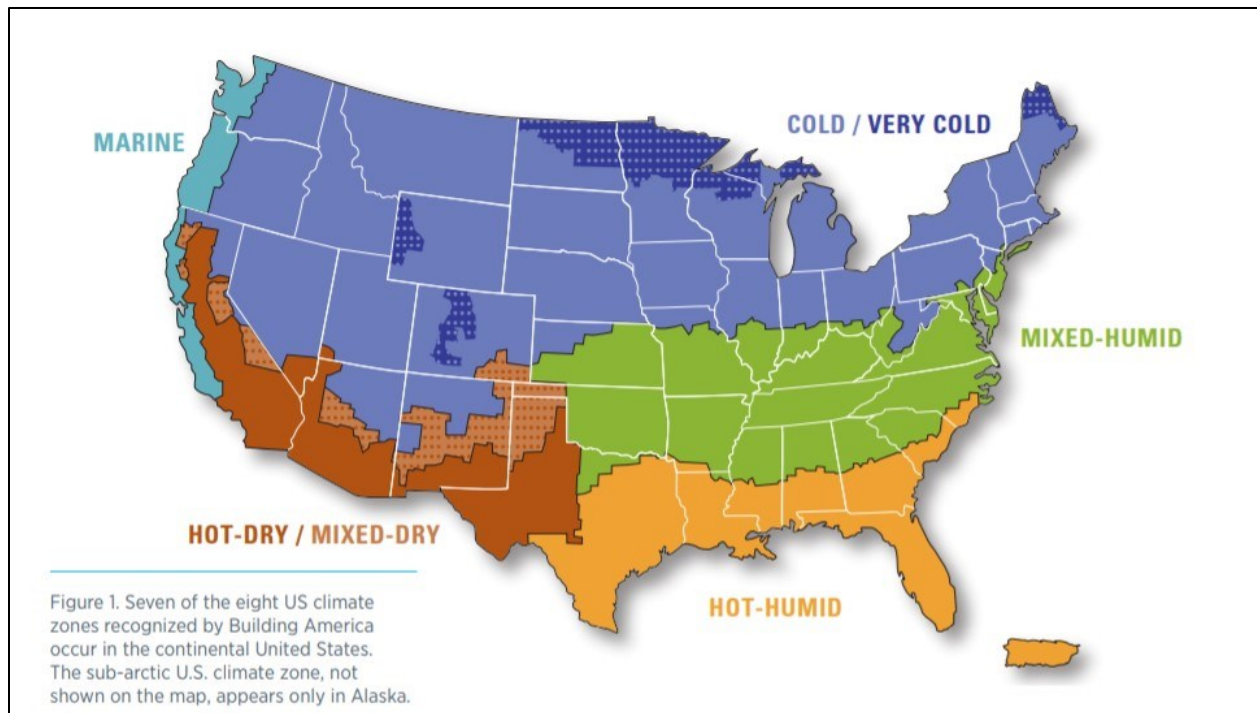 COLD / VERY COLD
MARINE
MIXED-HUMID
HOT-DRY / MIXED-DRY
HOT-HUMID
Figure 1. Seven of the eight US climate
zones recognized by Building America
occur in the continental United States.
The sub-arctic U.S. climate zone, not
shown on the map, appears only in Alaska.